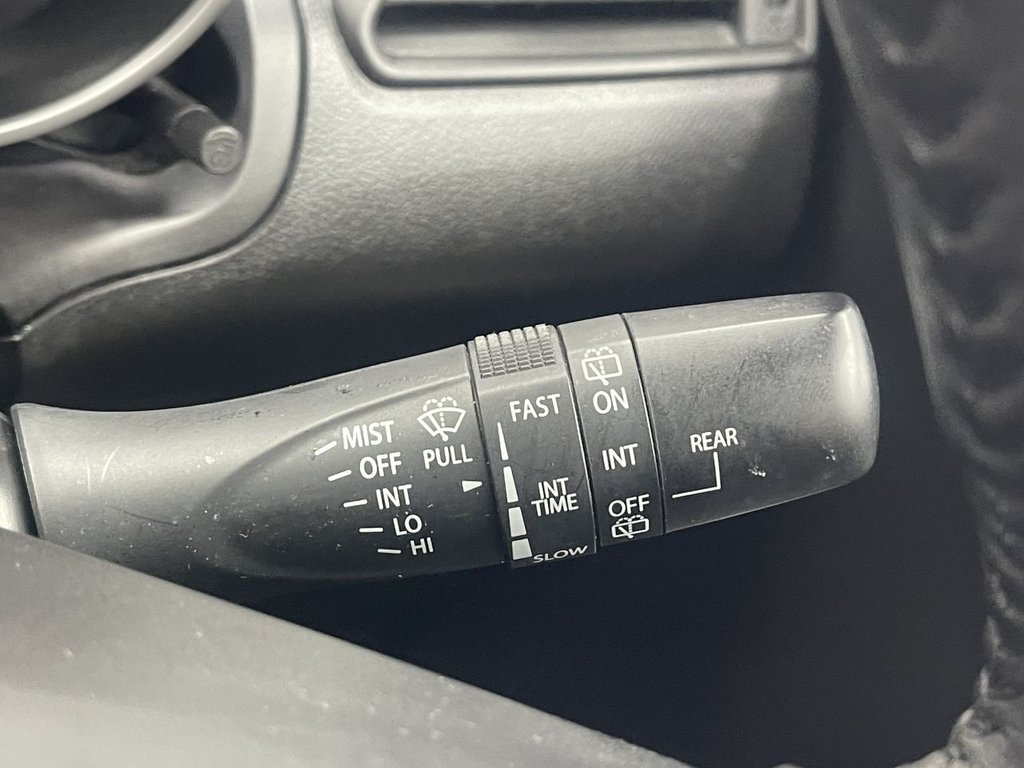 MIST
OFF
INT
LO
HI
PULL
FAST
INT
TIME
SLOW
ON
INT
OFF
REAR